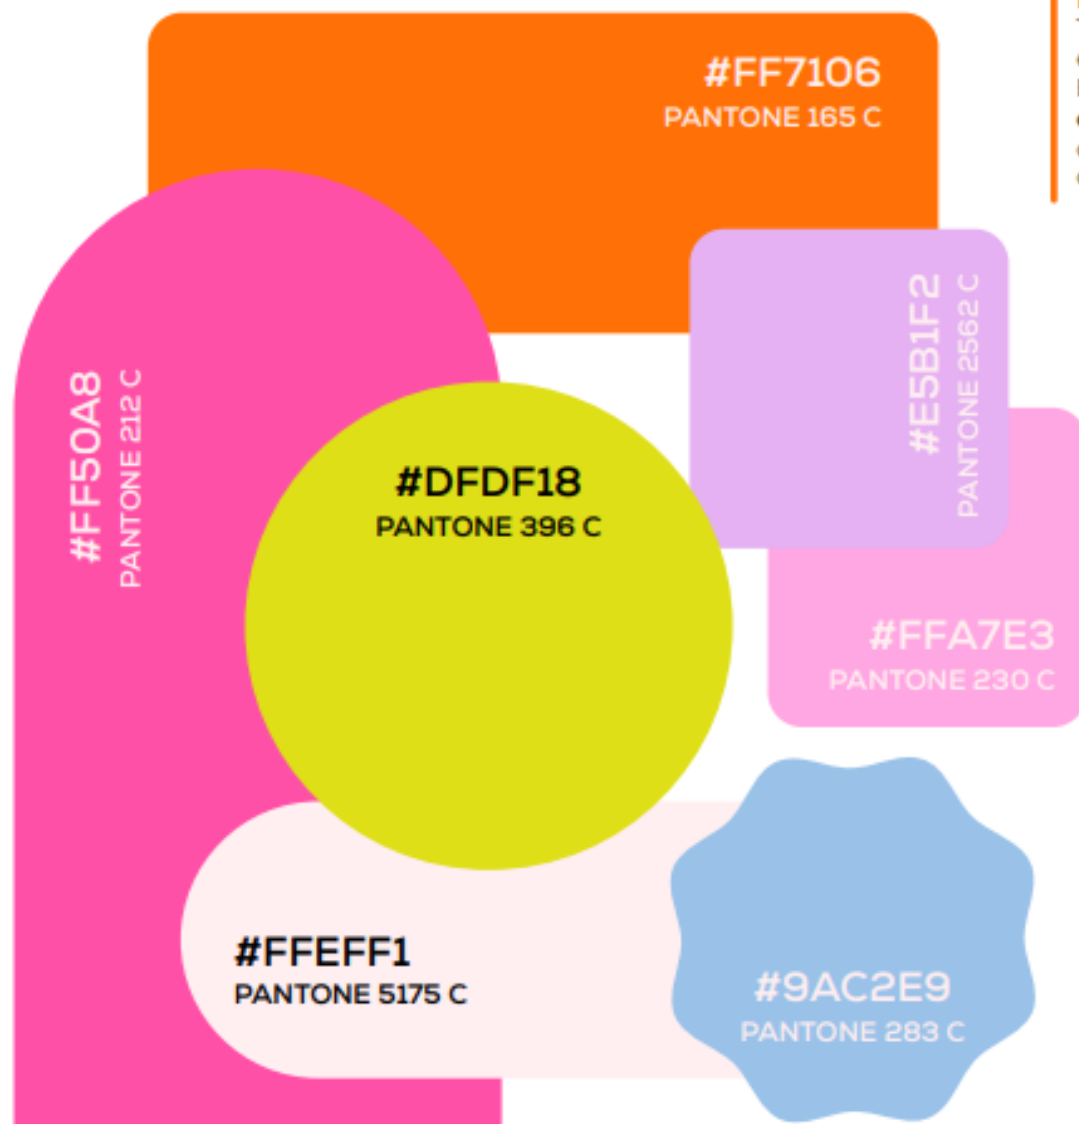 #FF7106
PANTONE 165 C
#E5B1F2
PANTONE 2562 C
#FF50A8
PANTONE 212 C
#DFDF18
PANTONE 396 C
#FFA7E3
PANTONE 230 C
#FFEFF1
PANTONE 5175 C
#9AC2E9
PANTONE 283 C